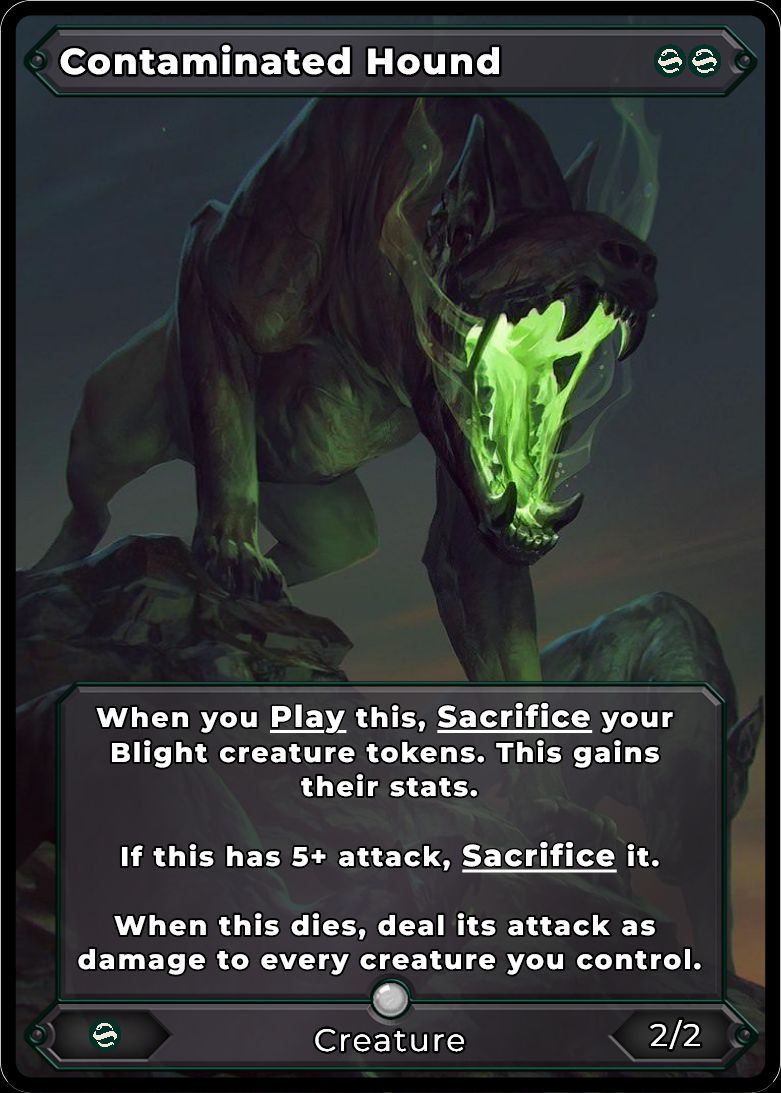 Contaminated Hound
When you Play this, Sacrifice your
Blight creature tokens. This gains
their stats.
If this has 5+ attack, Sacrifice it.
When this dies, deal its attack as
damage to every creature you control.
Creature
2/2